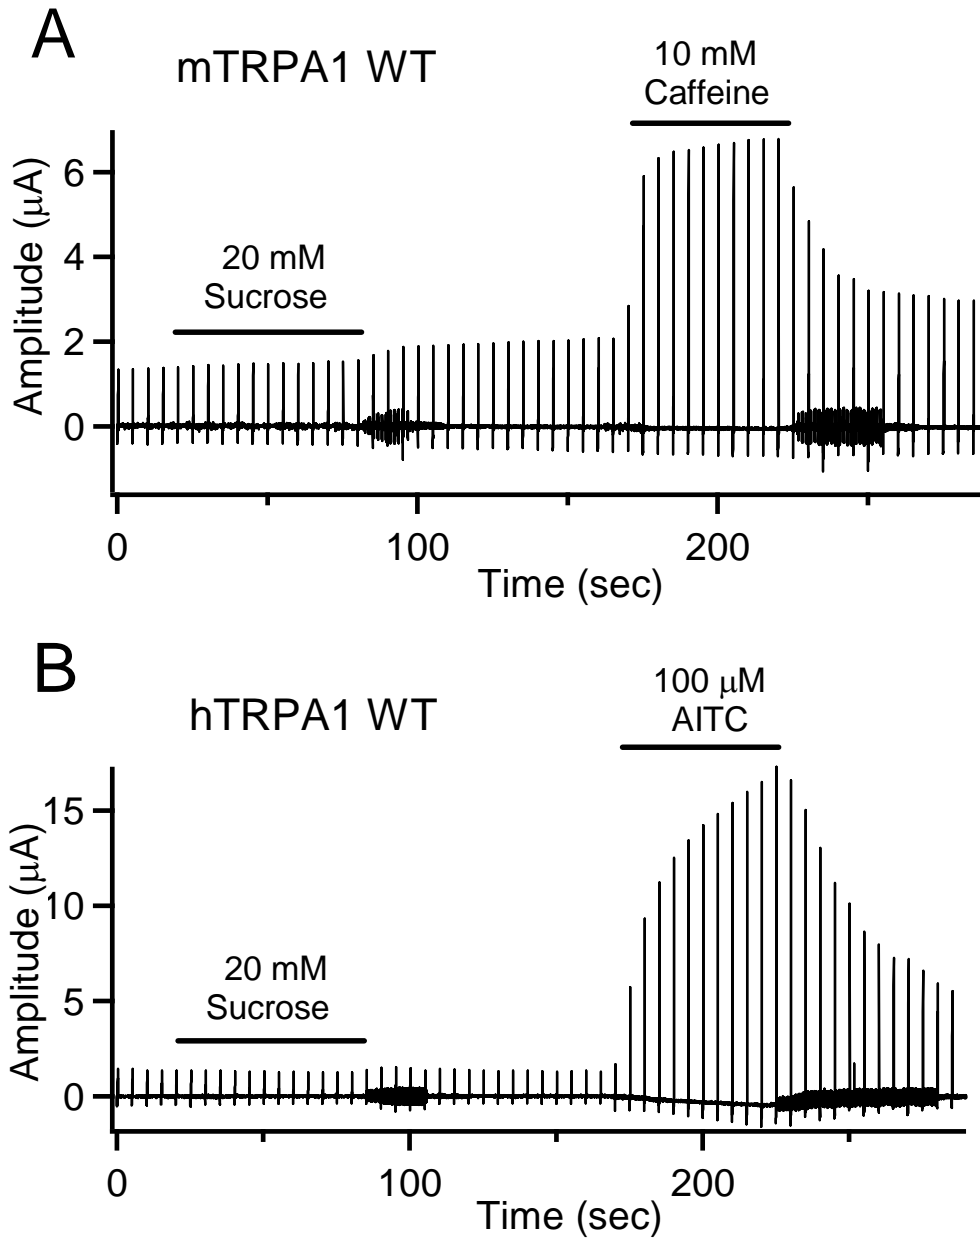 A
mTRPA1 WT
10 mM
Caffeine
20 mM
Sucrose
Amplitude (μA)
6
4
2
0
0 100 200
Time (sec)
B
hTRPA1 WT
100 μM
AITC
20 mM
Sucrose
Amplitude (μA)
15
10
5
0
0 100 200
Time (sec)